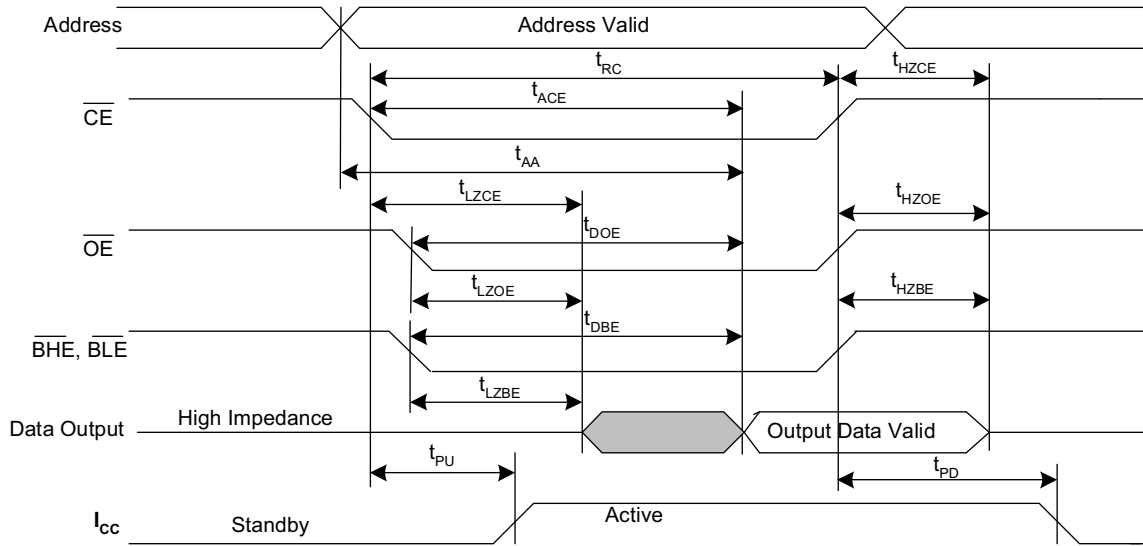 Address
Address Valid
tRC
tHZCE
tACE
CE
tAA
tLZCE
tHZOE
OE
tDOE
tLZOE
tHZBE
tDBE
BHE, BLE
tLZBE
Data Output
High Impedance
Output Data Valid
tPU
tPD
ICC
Standby
Active